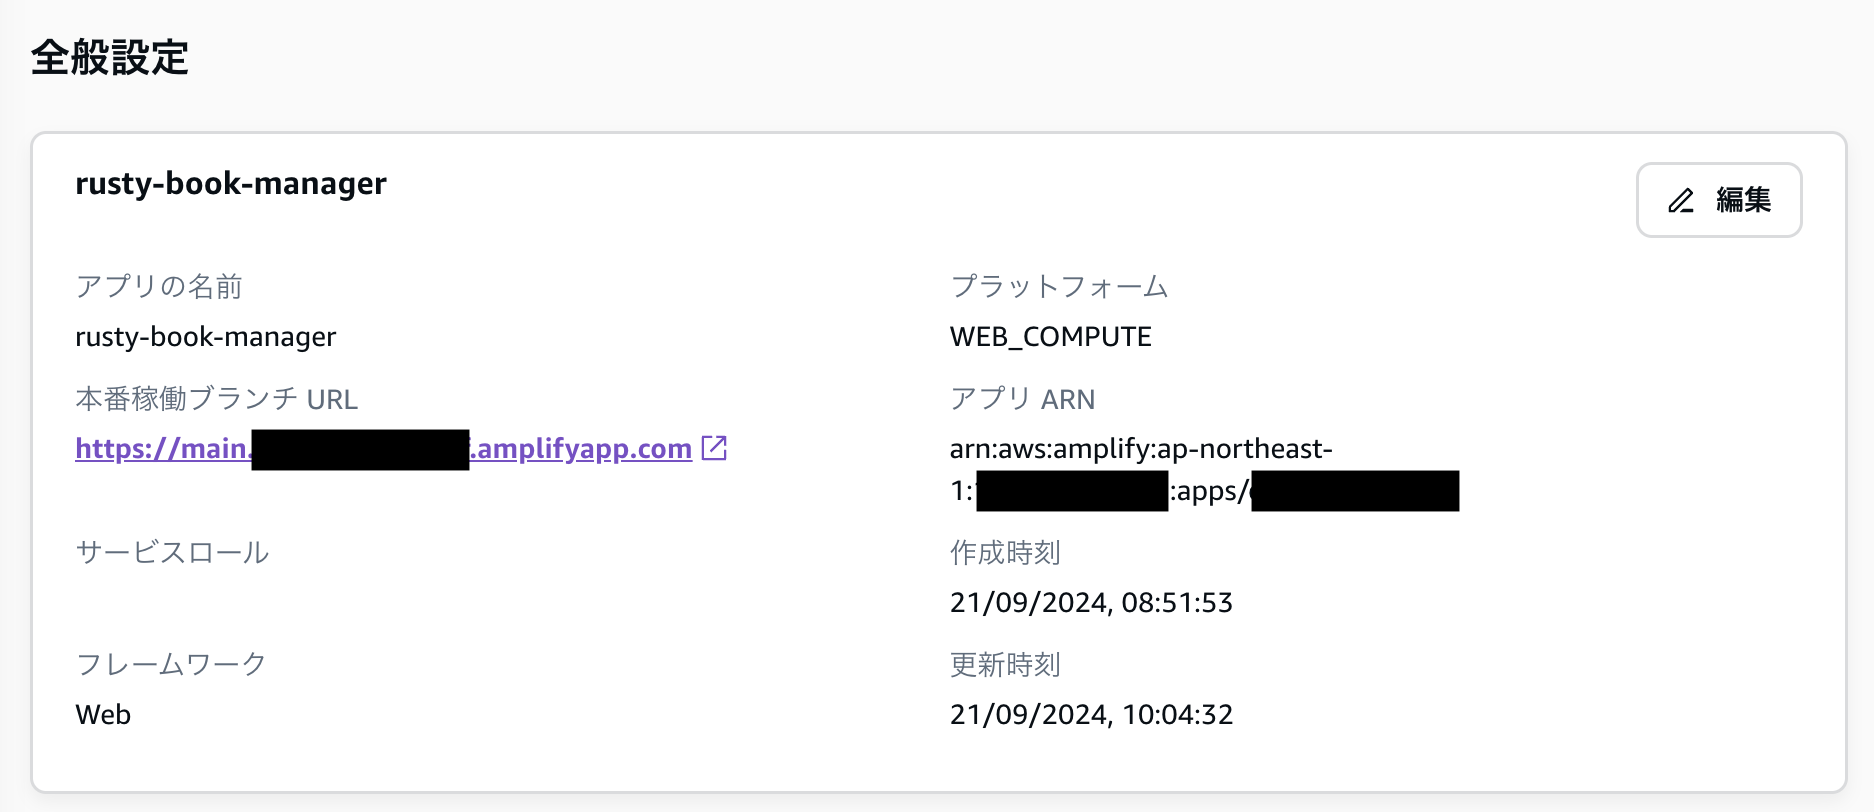 全般設定
rusty-book-manager
編集
アプリの名前
rusty-book-manager
プラットフォーム
WEB_COMPUTE
本番稼働ブランチ URL
https://main.
.amplifyapp.com
アプリ ARN
arn:aws:amplify:ap-northeast-
1:
:apps/
サービスロール
作成時刻
21/09/2024, 08:51:53
フレームワーク
Web
更新時刻
21/09/2024, 10:04:32